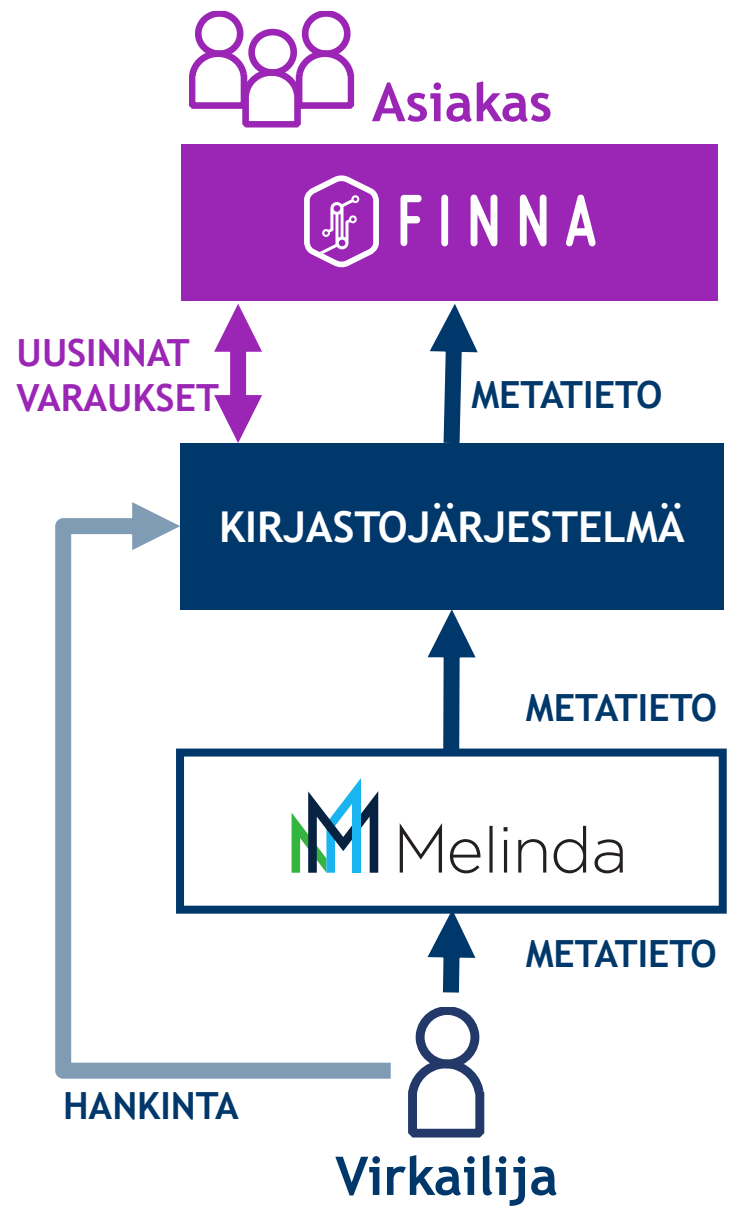 Asiakas
FINNA
UUSINNAT
VARAUKSET
METATIETO
KIRJASTOJÄRJESTELMÄ
METATIETO
Melinda
METATIETO
HANKINTA
Virkailija